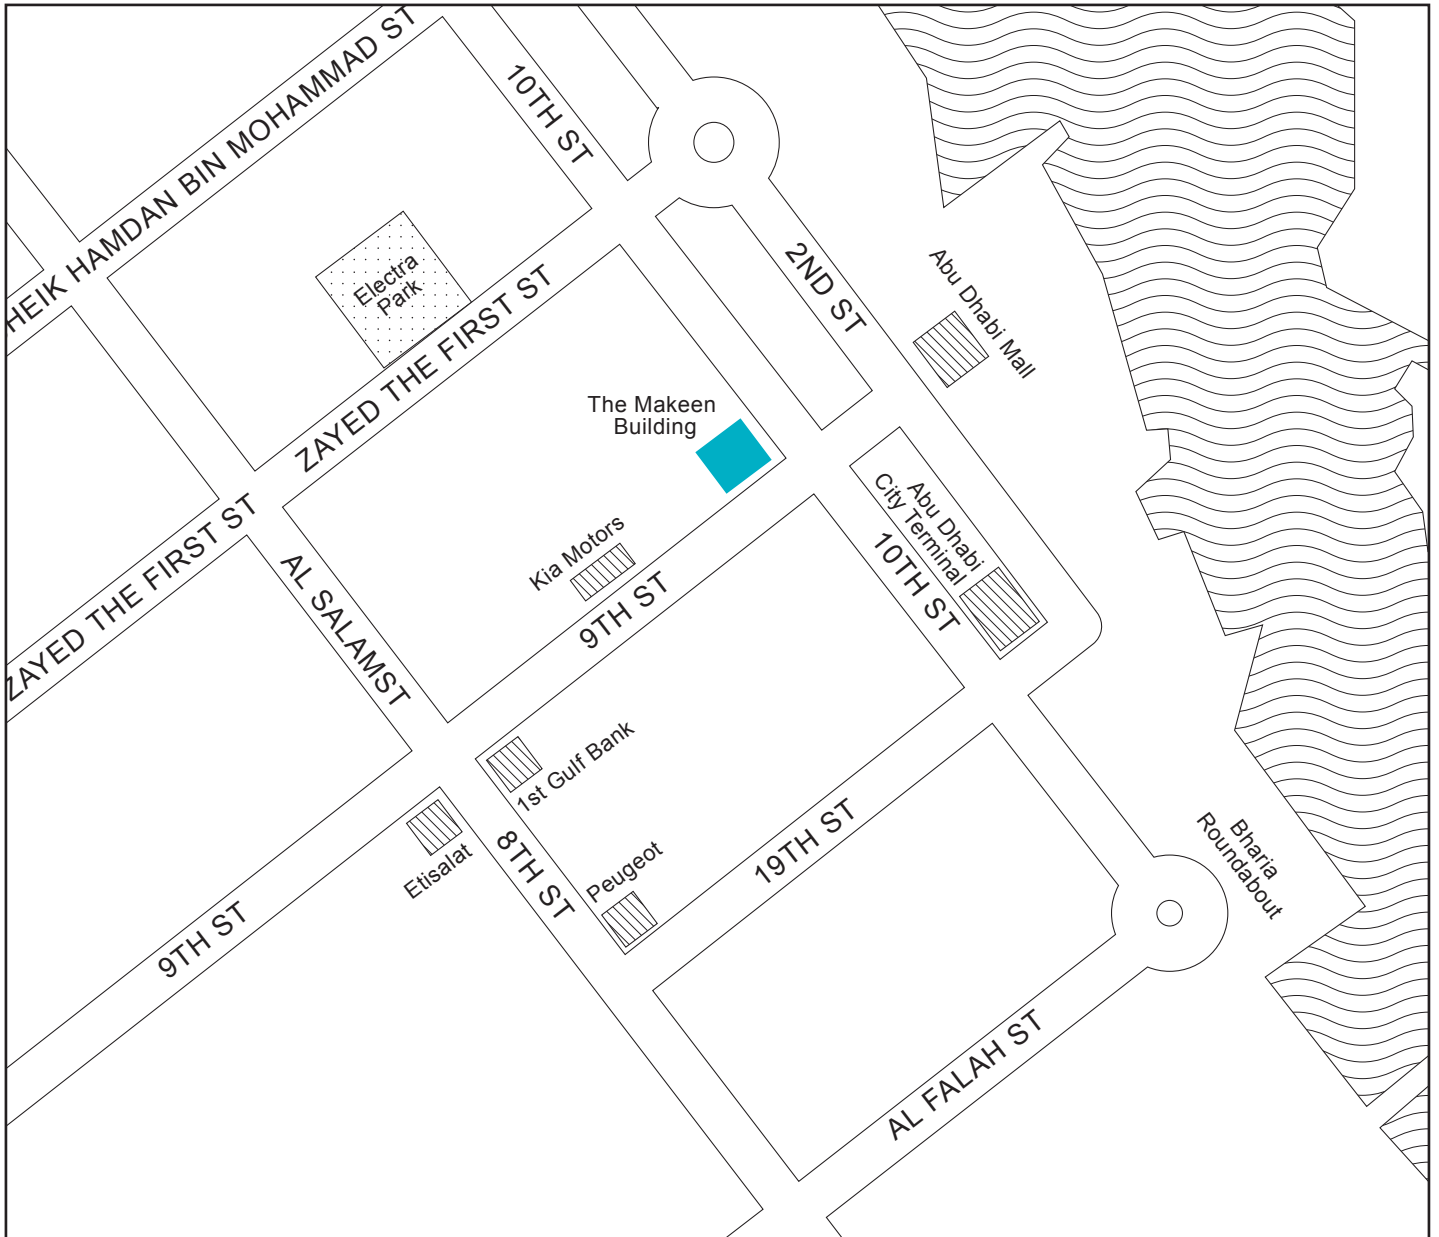 HEIK HAMDAN BIN MOHAMMAD ST
10TH ST
Electra
Park
2ND ST
Abu Dhabi Mall
ZAYED THE FIRST ST
The Makeen
Building
Abu Dhabi
City Terminal
ZAYED THE FIRST ST
Kia Motors
10TH ST
AL SALAMST
9TH ST
1st Gulf Bank
Etisalat
8TH ST
Peugeot
19TH ST
Bharia
Roundabout
9TH ST
AL FALAH ST